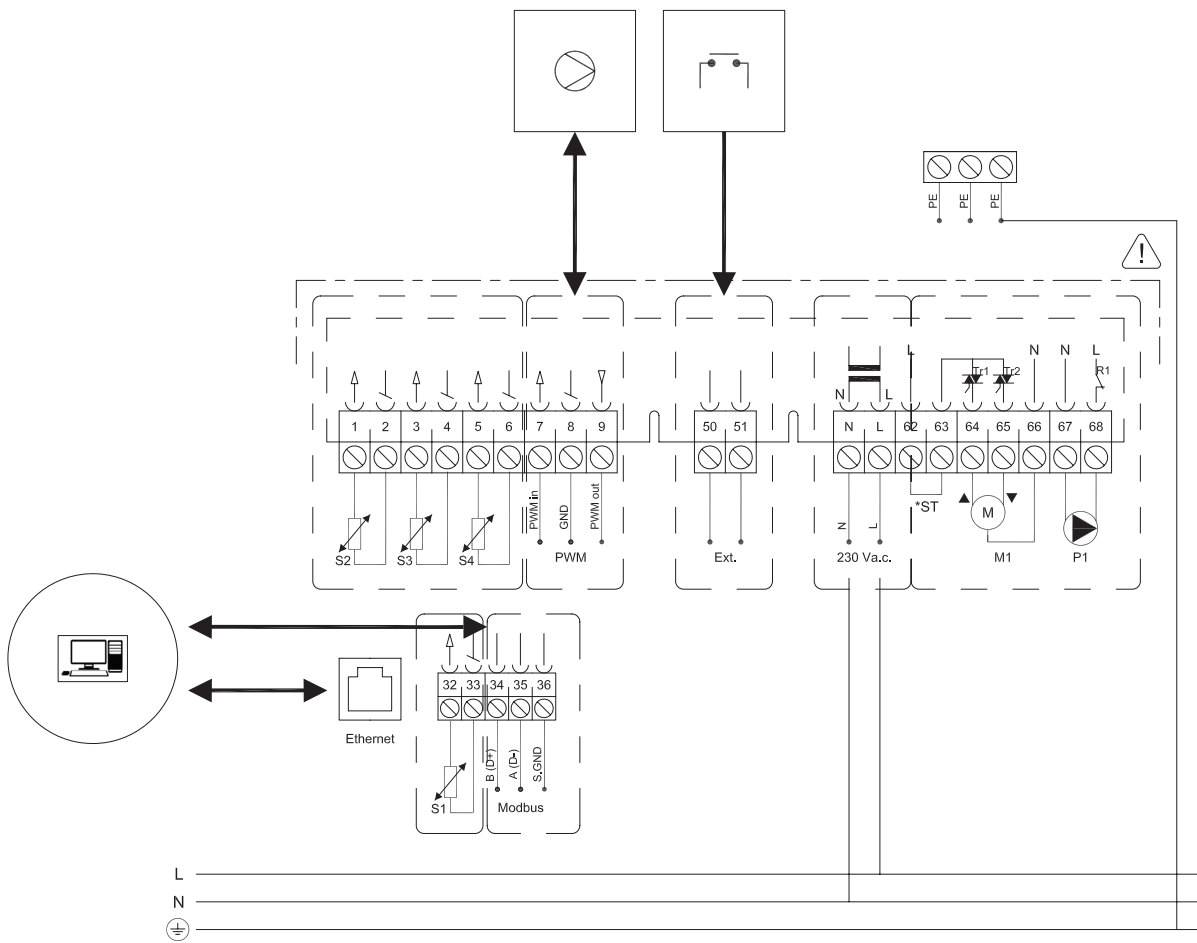 PE PE PE
!
L N N L
Tr1 Tr2 R1
N L
1 2 3 4 5 6 7 8 9 50 51 N L 62 63 64 65 66 67 68
PWM in GND PWM out N L
*ST
M
S2 S3 S4 PWM Ext. 230 Va.c. M1 P1
32 33 34 35 36
Ethernet
B (D+) A (D-) S.GND
S1 Modbus
L
N